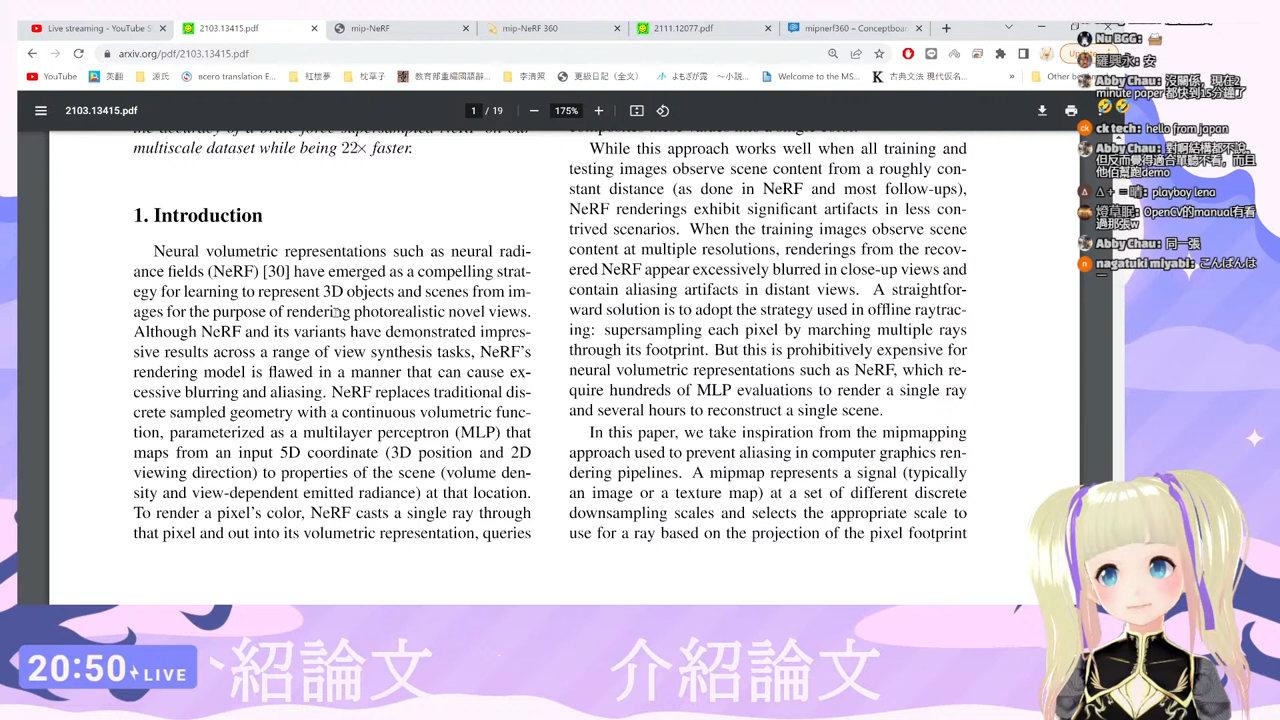 Live streaming - YouTube S
2103.13415.pdf
mip-NeRF
mip-NeRF 360
2111.12077.pdf
mipnerf360 – Conceptboa
arxiv.org/pdf/2103.13415.pdf
YouTube
英翻
源氏
всего translation E...
紅樓夢
枕草子
教育部重編國語辭...
李清照
更級日記（全文）
よもぎが露 ～小説...
Welcome to the MS...
古典文法 現代仮名...
»
Other be
2103.13415.pdf
1 / 19
175%
the accuracy of a brute-force supersampled NeRF on our
multiscale dataset while being 22× faster.
1. Introduction
Neural volumetric representations such as neural radi-
ance fields (NeRF) [30] have emerged as a compelling strat-
egy for learning to represent 3D objects and scenes from im-
ages for the purpose of rendering photorealistic novel views.
Although NeRF and its variants have demonstrated impres-
sive results across a range of view synthesis tasks, NeRF's
rendering model is flawed in a manner that can cause ex-
cessive blurring and aliasing. NeRF replaces traditional dis-
crete sampled geometry with a continuous volumetric func-
tion, parameterized as a multilayer perceptron (MLP) that
maps from an input 5D coordinate (3D position and 2D
viewing direction) to properties of the scene (volume den-
sity and view-dependent emitted radiance) at that location.
To render a pixel's color, NeRF casts a single ray through
that pixel and out into its volumetric representation, queries
While this approach works well when all training and
testing images observe scene content from a roughly con-
stant distance (as done in NeRF and most follow-ups),
NeRF renderings exhibit significant artifacts in less con-
trived scenarios. When the training images observe scene
content at multiple resolutions, renderings from the recov-
ered NeRF appear excessively blurred in close-up views and
contain aliasing artifacts in distant views. A straightfor-
ward solution is to adopt the strategy used in offline raytrac-
ing: supersampling each pixel by marching multiple rays
through its footprint. But this is prohibitively expensive for
neural volumetric representations such as NeRF, which re-
quire hundreds of MLP evaluations to render a single ray
and several hours to reconstruct a single scene.
In this paper, we take inspiration from the mipmapping
approach used to prevent aliasing in computer graphics ren-
dering pipelines. A mipmap represents a signal (typically
an image or a texture map) at a set of different discrete
downsampling scales and selects the appropriate scale to
use for a ray based on the projection of the pixel footprint
Nu BGG:
羅興永: 安
Abby Chau: 沒關係，現在2
minute paper都快到15分鐘了
ck tech: hello from japan
Abby Chau: 對啊結構都不說,
但反而覺得適合單聽不看，而且
他佰幫跑demo
Δ + = 晴: playboy lena
燈草眠: OpenCV的manual有看
過那張w
Abby Chau: 同一張
nagatuki miyabi: こんばんは
ー
20:50 LIVE
紹論文
介紹論文